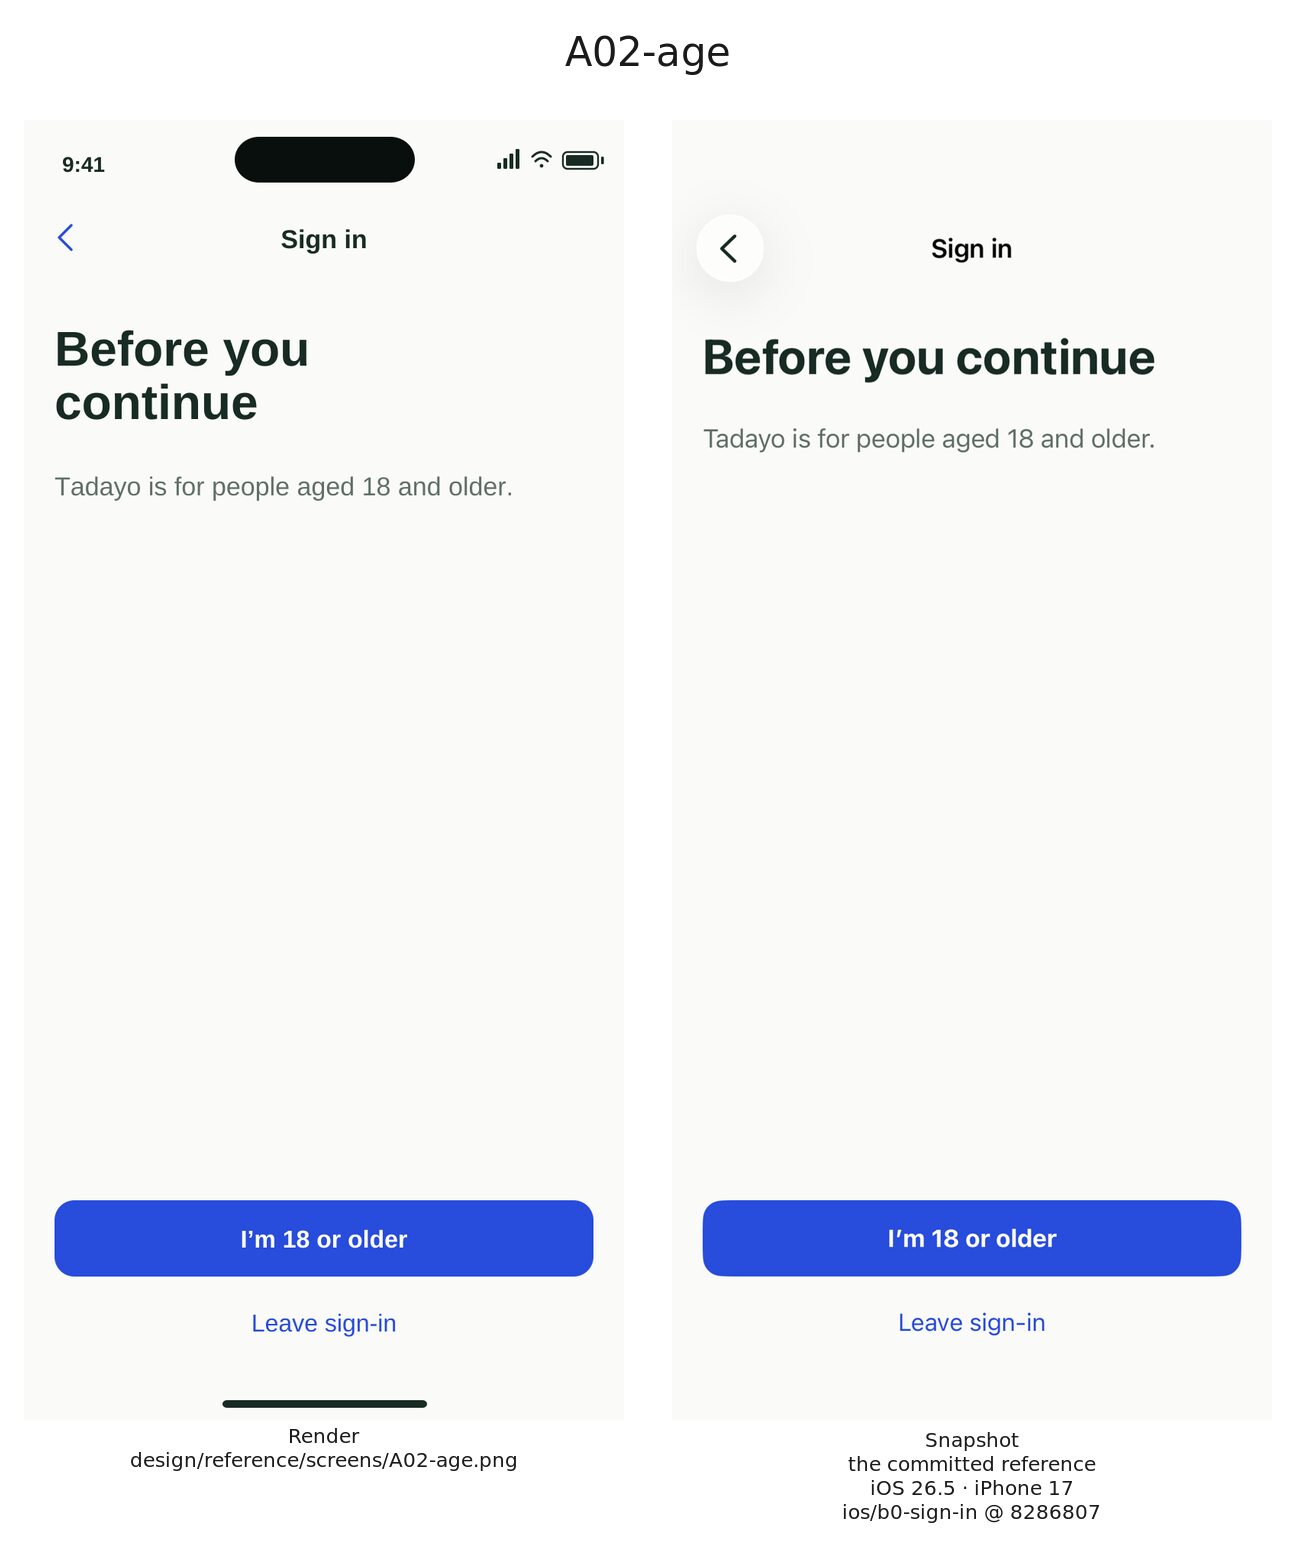 A02-age
9:41
Sign in
Before you
continue
Tadayo is for people aged 18 and older.
I’m 18 or older
Leave sign-in
Render
design/reference/screens/A02-age.png
Sign in
Before you continue
Tadayo is for people aged 18 and older.
I’m 18 or older
Leave sign-in
Snapshot
the committed reference
iOS 26.5 · iPhone 17
ios/b0-sign-in @ 8286807